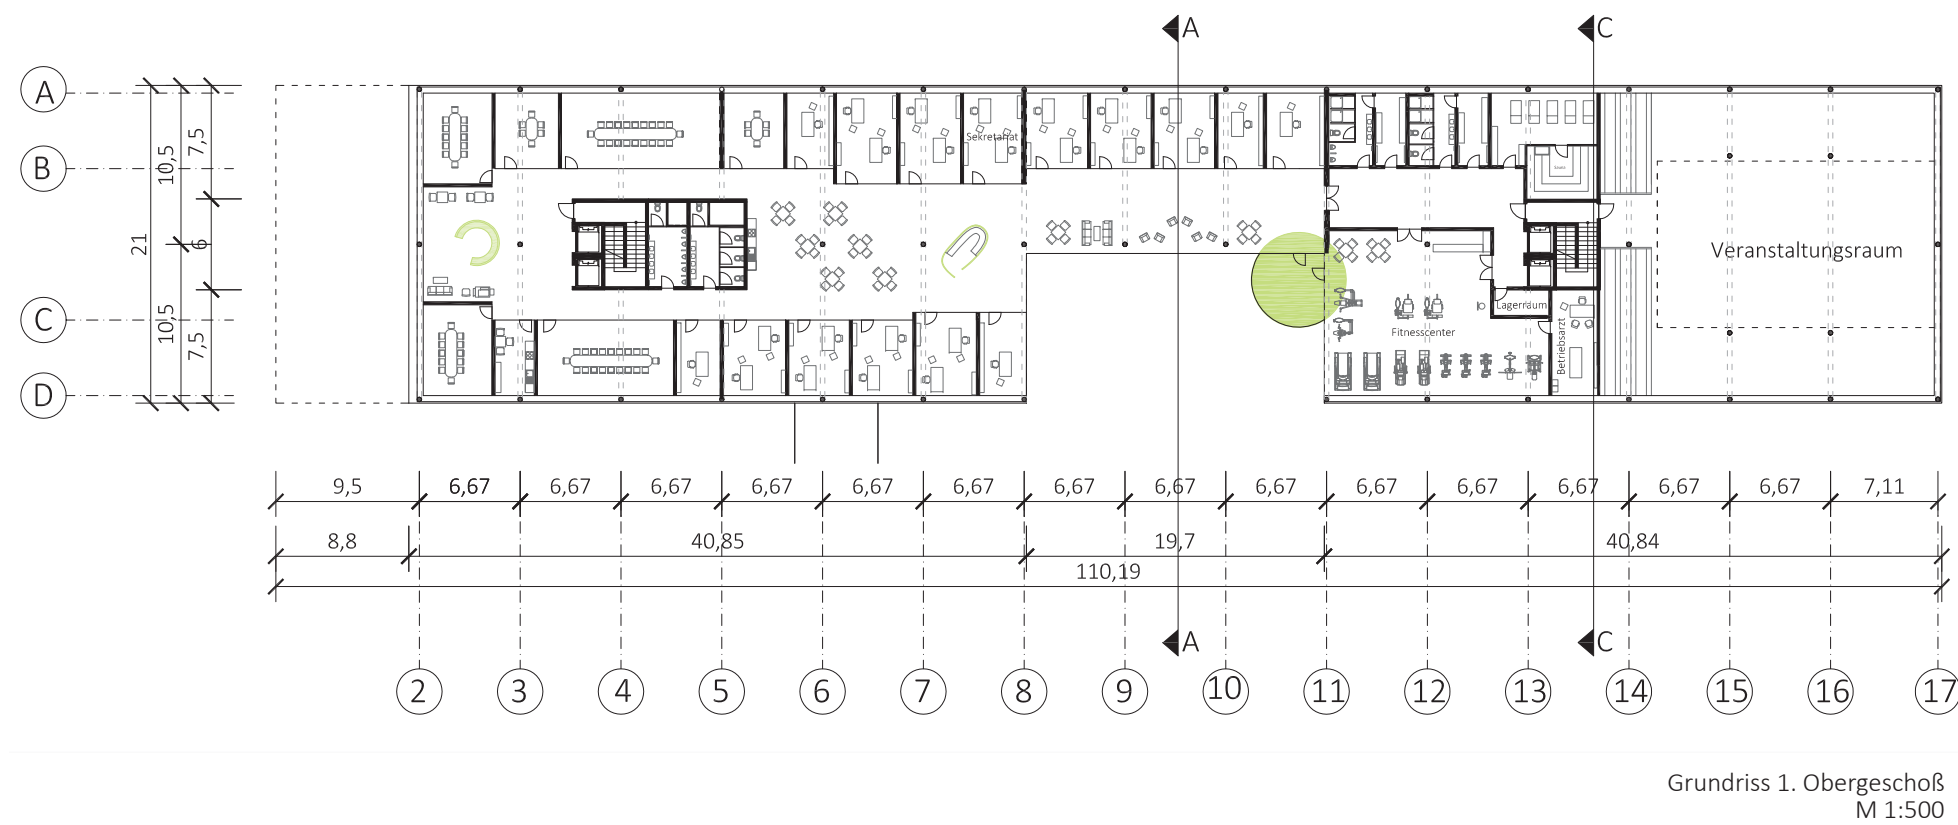 A
C
A
B
C
D
21
10,5
10,5
7,5
6
7,5
Sekretariat
Veranstaltungsraum
Lagerraum
Fitnesscenter
Betriebsarzt
9,5
6,67
6,67
6,67
6,67
6,67
6,67
6,67
6,67
6,67
6,67
6,67
6,67
6,67
6,67
7,11
8,8
40,85
19,7
40,84
110,19
A
C
2
3
4
5
6
7
8
9
10
11
12
13
14
15
16
17
Grundriss 1. Obergeschoß
M 1:500